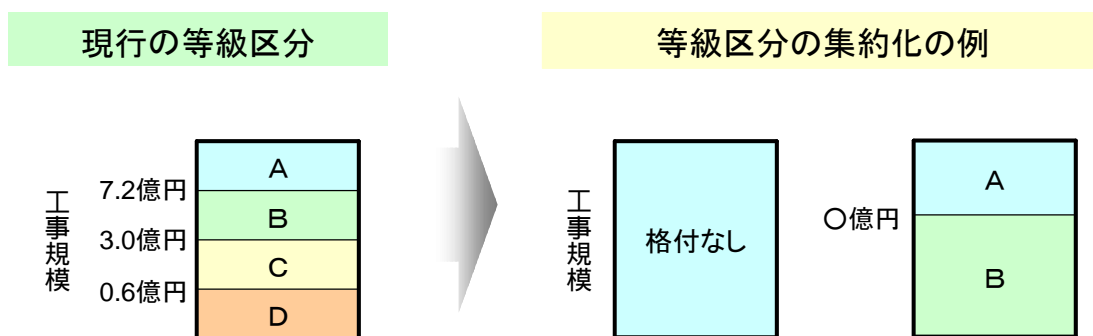 現行の等級区分
等級区分の集約化の例
工事規模
7.2億円
3.0億円
0.6億円
A
B
C
D
工事規模
格付なし
〇億円
A
B